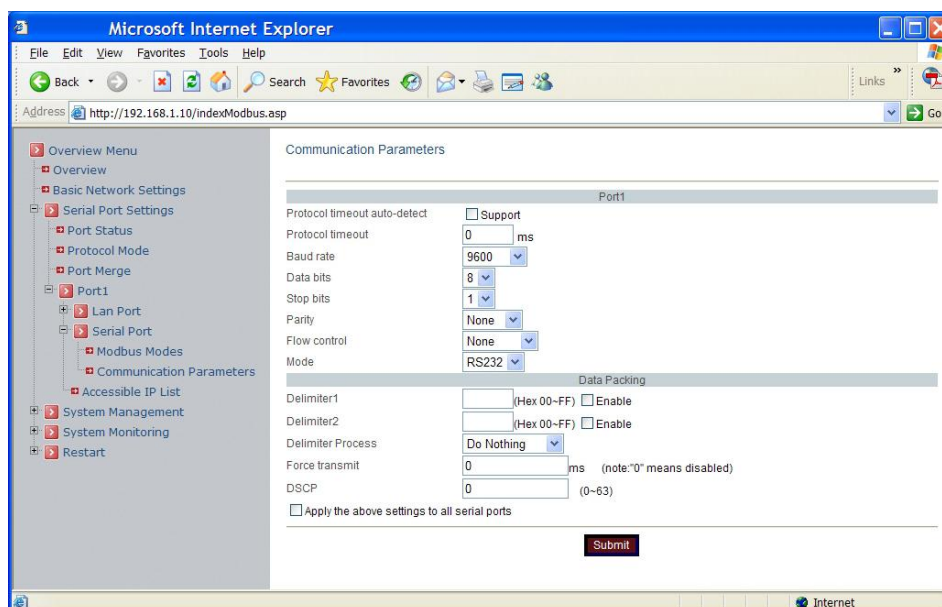 Microsoft Internet Explorer
File Edit View Favorites Tools Help
Back Search Favorites Links »
Address http://192.168.1.10/indexModbus.asp Go
Overview Menu
Overview
Basic Network Settings
Serial Port Settings
Port Status
Protocol Mode
Port Merge
Port1
Lan Port
Serial Port
Modbus Modes
Communication Parameters
Accessible IP List
System Management
System Monitoring
Restart
Communication Parameters
Port1
Protocol timeout auto-detect Support
Protocol timeout 0 ms
Baud rate 9600
Data bits 8
Stop bits 1
Parity None
Flow control None
Mode RS232
Data Packing
Delimiter1 (Hex 00~FF) Enable
Delimiter2 (Hex 00~FF) Enable
Delimiter Process Do Nothing
Force transmit 0 ms (note:"0" means disabled)
DSCP 0 (0~63)
Apply the above settings to all serial ports
Submit
Internet